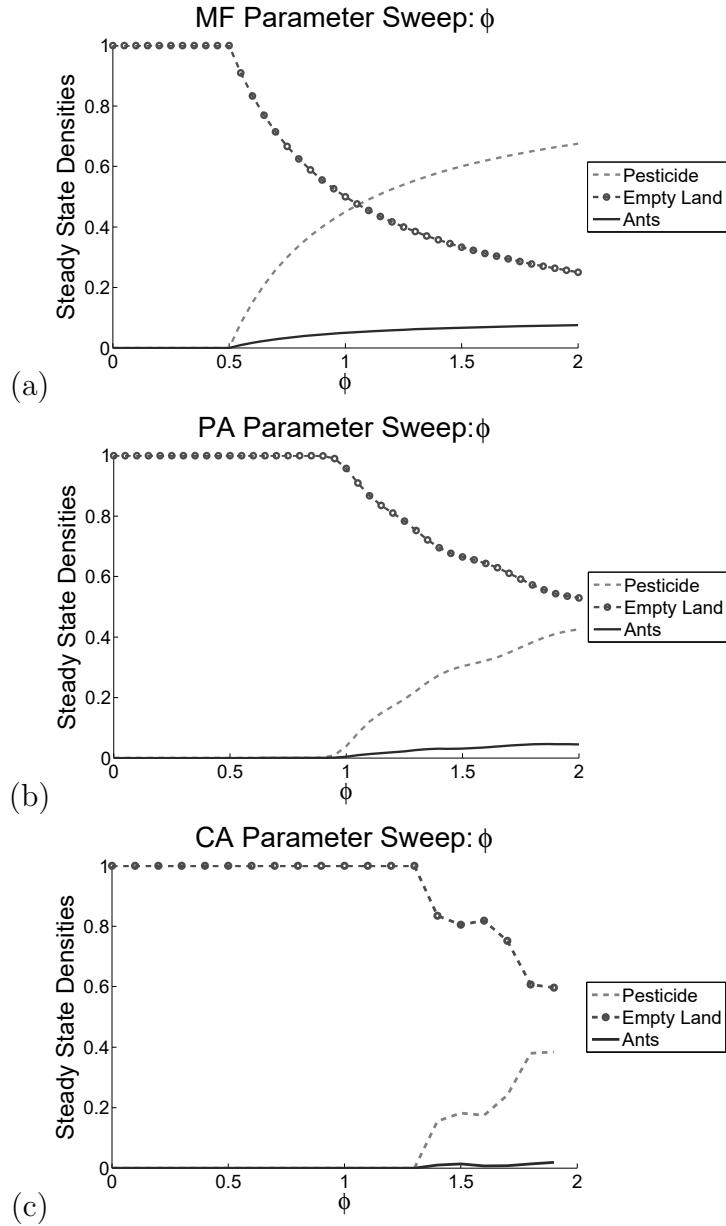 MF Parameter Sweep: ϕ
Steady State Densities
1
0.8
0.6
0.4
0.2
0
0 0.5 1 1.5 2
ϕ
Pesticide
Empty Land
Ants
(a)
PA Parameter Sweep: ϕ
Steady State Densities
1
0.8
0.6
0.4
0.2
0
0 0.5 1 1.5 2
ϕ
Pesticide
Empty Land
Ants
(b)
CA Parameter Sweep: ϕ
Steady State Densities
1
0.8
0.6
0.4
0.2
0
0 0.5 1 1.5 2
ϕ
Pesticide
Empty Land
Ants
(c)